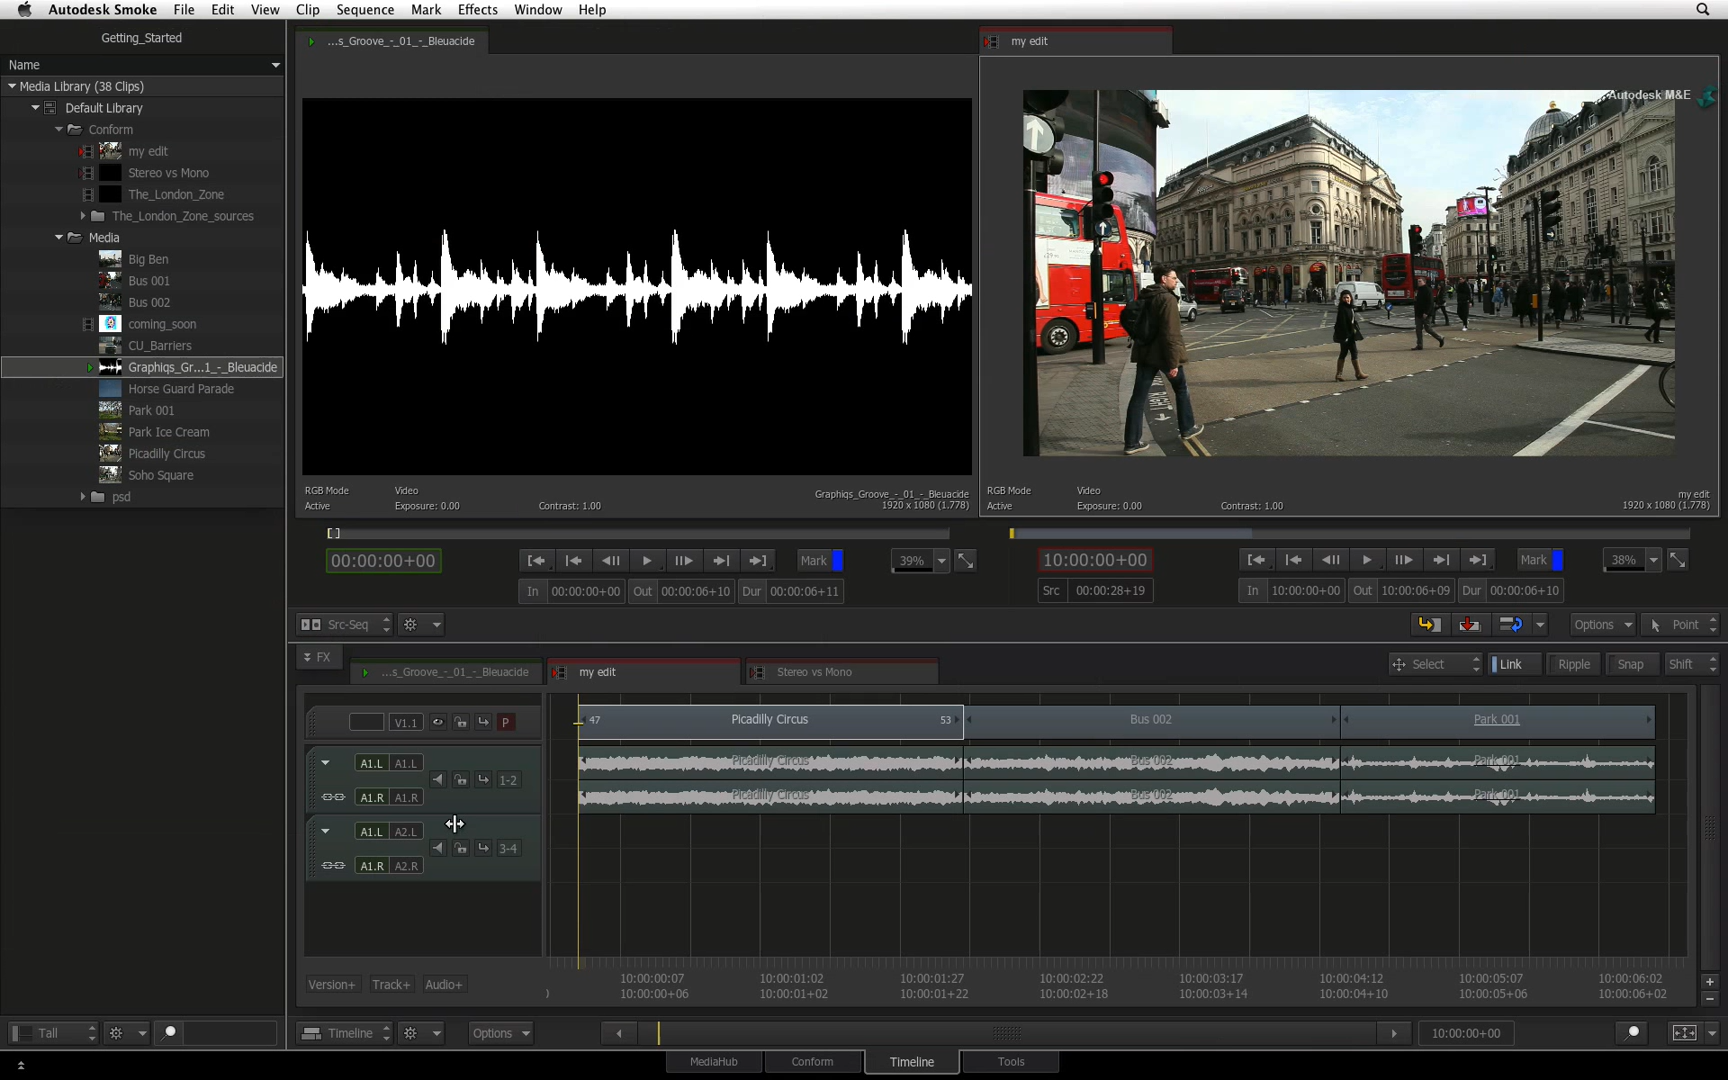 Autodesk Smoke File Edit View Clip Sequence Mark Effects Window Help
Getting_Started
Name
Media Library (38 Clips)
Default Library
Conform
my edit
Stereo vs Mono
The_London_Zone
The_London_Zone_sources
Media
Big Ben
Bus 001
Bus 002
coming_soon
CU_Barriers
Graphiqs_Gr...1_-_Bleuacide
Horse Guard Parade
Park 001
Park Ice Cream
Picadilly Circus
Soho Square
psd
...s_Groove_-_01_-_Bleuacide
my edit
Autodesk M&E
RGB Mode Video
Graphiqs_Groove_-_01_-_Bleuacide
Active Exposure: 0.00 Contrast: 1.00 1920 x 1080 (1.778)
RGB Mode Video
my edit
Active Exposure: 0.00 Contrast: 1.00 1920 x 1080 (1.778)
00:00:00+00 Mark 39%
In 00:00:00+00 Out 00:00:06+10 Dur 00:00:06+11
10:00:00+00 Mark 38%
Src 00:00:28+19 In 10:00:00+00 Out 10:00:06+09 Dur 00:00:06+10
Src-Seq Options Point
FX ...s_Groove_-_01_-_Bleuacide my edit Stereo vs Mono Select Link Ripple Snap Shift
V1.1 P 47 Picadilly Circus 53 Bus 002 Park 001
A1.L A1.L Picadilly Circus Bus 002 Park 001
1-2
A1.R A1.R Picadilly Circus Bus 002 Park 001
A1.L A2.L
3-4
A1.R A2.R
Version+ Track+ Audio+
10:00:00:07 10:00:01:02 10:00:01:27 10:00:02:22 10:00:03:17 10:00:04:12 10:00:05:07 10:00:06:02
0 10:00:00+06 10:00:01+02 10:00:01+22 10:00:02+18 10:00:03+14 10:00:04+10 10:00:05+06 10:00:06+02
Tall Timeline Options 10:00:00+00
MediaHub Conform Timeline Tools